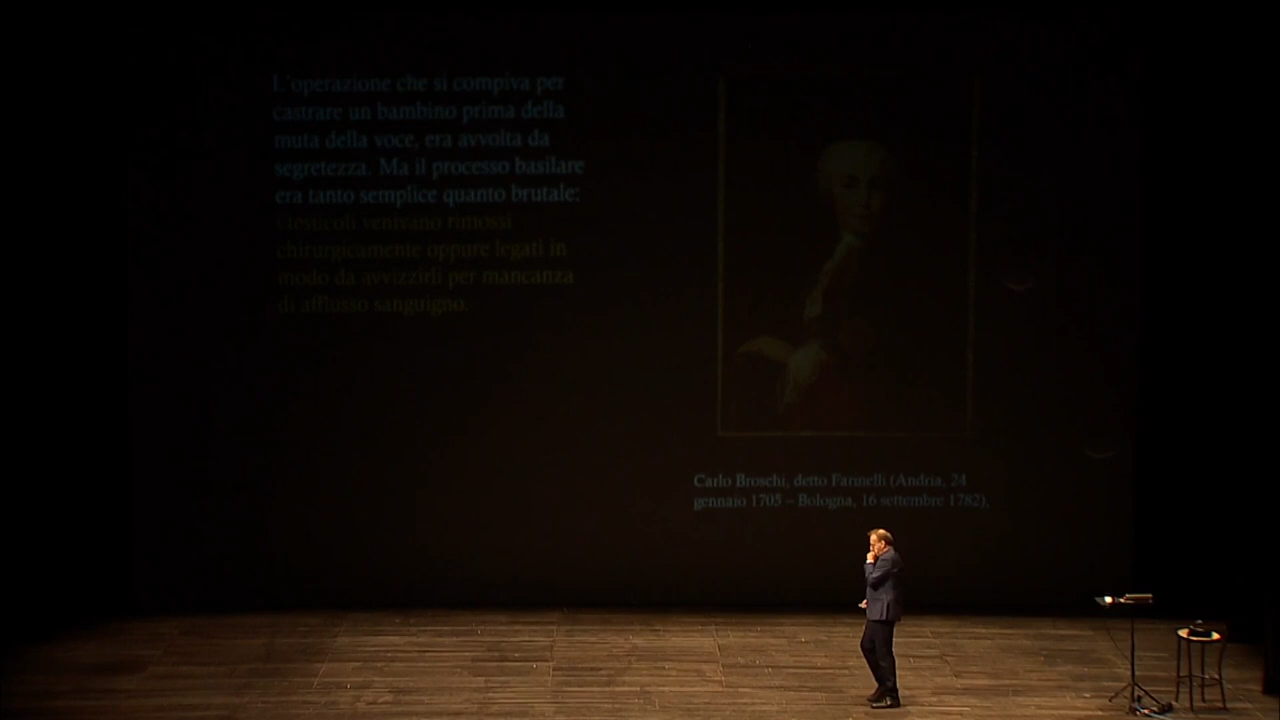 L'operazione che si compiva per
castrare un bambino prima della
muta della voce, era avvolta da
segretezza. Ma il processo basilare
era tanto semplice quanto brutale:
i testicoli venivano rimossi
chirurgicamente oppure legati in
modo da avvizzirli per mancanza
di afflusso sanguigno.
Carlo Broschi, detto Farinelli (Andria, 24
gennaio 1705 – Bologna, 16 settembre 1782),